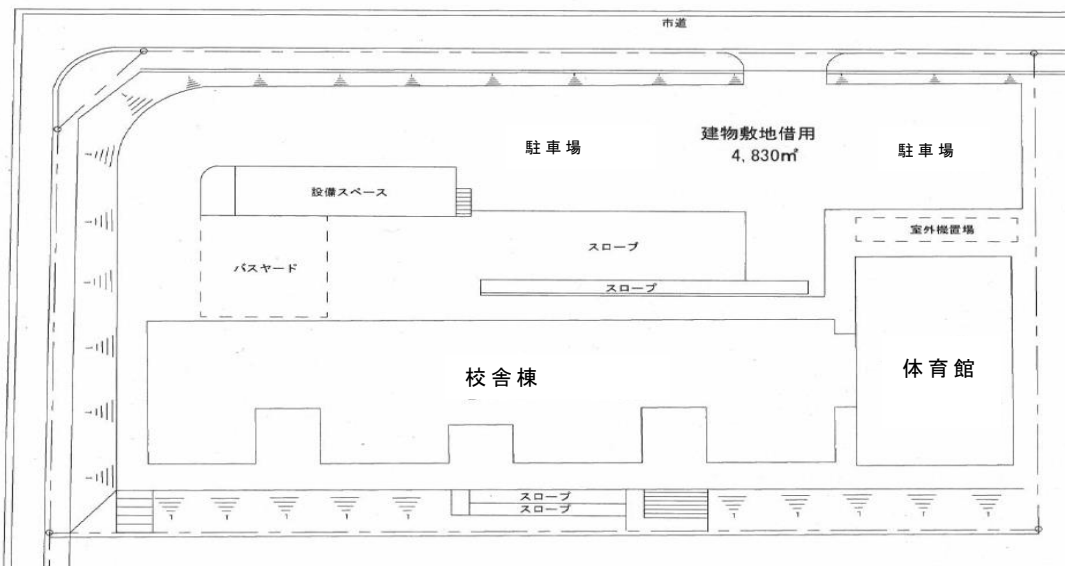 市道
建物敷地借用
4,830㎡
駐車場
駐車場
設備スペース
室外機置場
スロープ
バスヤード
スロープ
校舎棟
体育館
スロープ
スロープ